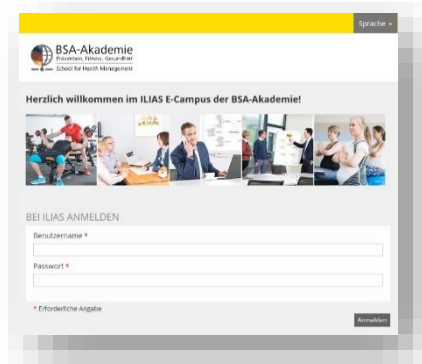 Sprache
BSA-Akademie
Prävention, Fitness, Gesundheit
School for Health Management
Herzlich willkommen im ILIAS E-Campus der BSA-Akademie!
BEI ILIAS ANMELDEN
Benutzername *
Passwort *
* Erforderliche Angabe
Anmelden